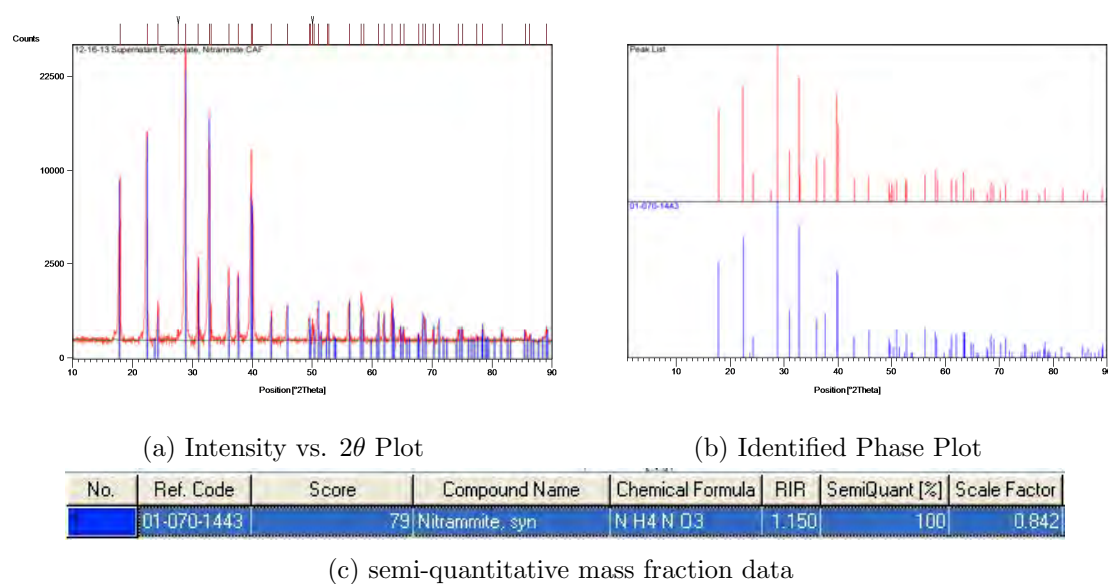 Counts
12-16-13 Supernatant Evaporate, Nitrammite CAF
22500
10000
2500
0
10 20 30 40 50 60 70 80 90
Position [°2Theta]
Peak List
01-070-1443
10 20 30 40 50 60 70 80 90
Position [°2Theta]
(a) Intensity vs. 2θ Plot
(b) Identified Phase Plot
No. Ref. Code Score Compound Name Chemical Formula RIR SemiQuant [%] Scale Factor
01-070-1443 79 Nitrammite, syn N H4 N O3 1.150 100 0.842
(c) semi-quantitative mass fraction data